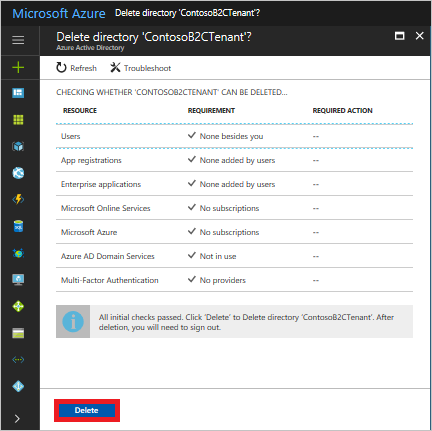 Microsoft Azure Delete directory 'ContosoB2CTenant'?
Delete directory 'ContosoB2CTenant'?
Azure Active Directory
Refresh Troubleshoot
CHECKING WHETHER 'CONTOSOB2CTENANT' CAN BE DELETED...
RESOURCE REQUIREMENT REQUIRED ACTION
Users None besides you --
App registrations None added by users --
Enterprise applications None added by users --
Microsoft Online Services No subscriptions --
Microsoft Azure No subscriptions --
Azure AD Domain Services Not in use --
Multi-Factor Authentication No providers --
All initial checks passed. Click 'Delete' to Delete directory 'ContosoB2CTenant'. After
deletion, you will need to sign out.
Delete